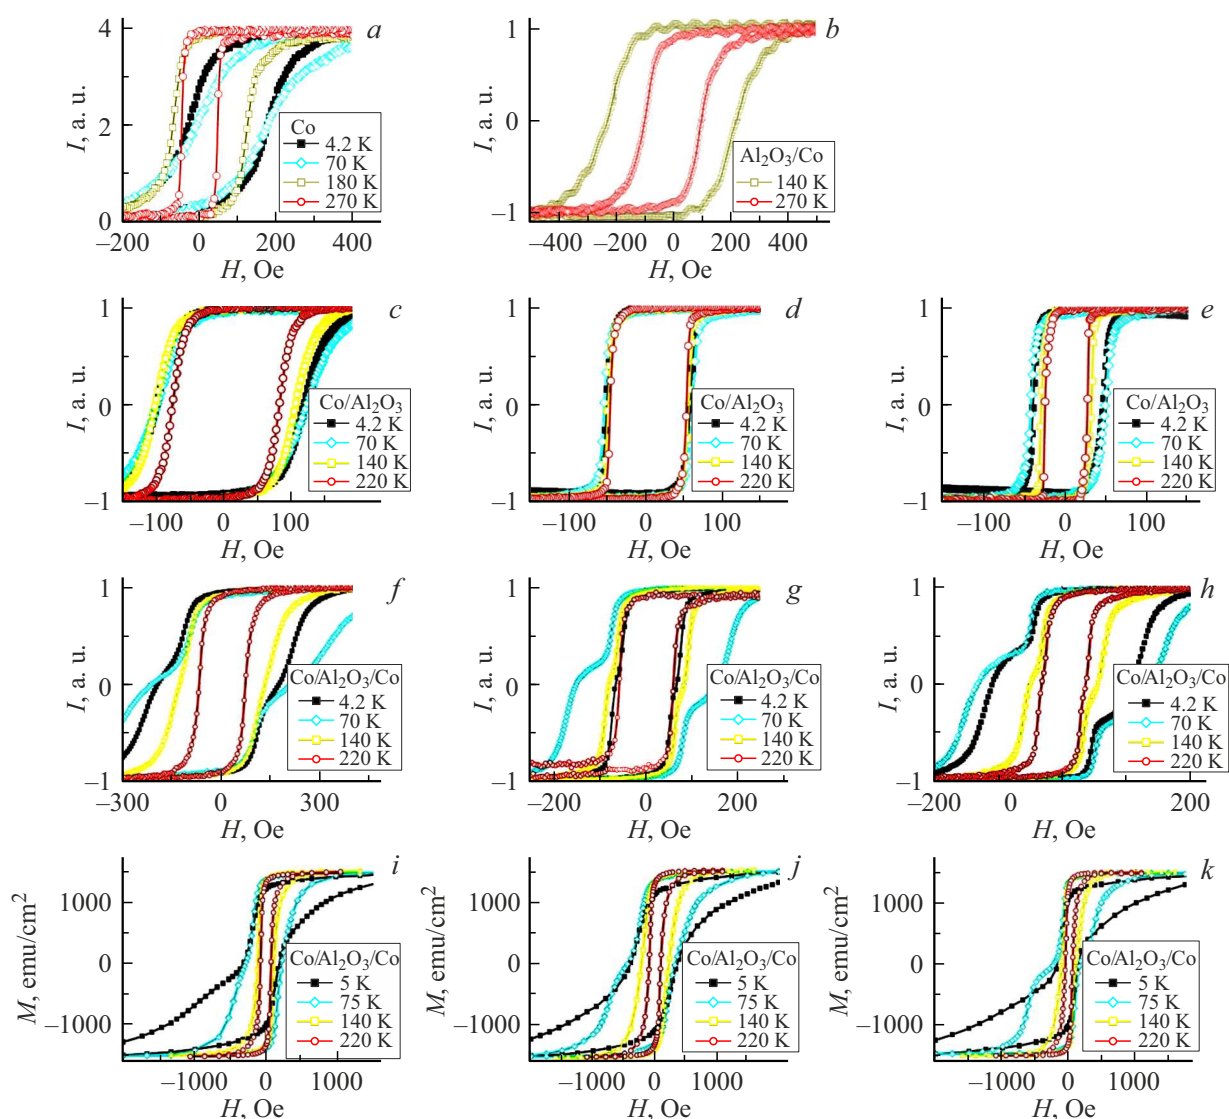 a
4
2
0
I, a. u.
Co
4.2 K
70 K
180 K
270 K
–200 0 200 400
H, Oe
b
1
0
–1
I, a. u.
Al2O3/Co
140 K
270 K
–400 –200 0 200 400
H, Oe
c
1
0
–1
I, a. u.
Co/Al2O3
4.2 K
70 K
140 K
220 K
–100 0 100
H, Oe
d
1
0
–1
I, a. u.
Co/Al2O3
4.2 K
70 K
140 K
220 K
–100 0 100
H, Oe
e
1
0
–1
I, a. u.
Co/Al2O3
4.2 K
70 K
140 K
220 K
–100 0 100
H, Oe
f
1
0
–1
I, a. u.
Co/Al2O3/Co
4.2 K
70 K
140 K
220 K
–300 0 300
H, Oe
g
1
0
–1
I, a. u.
Co/Al2O3/Co
4.2 K
70 K
140 K
220 K
–200 0 200
H, Oe
h
1
0
–1
I, a. u.
Co/Al2O3/Co
4.2 K
70 K
140 K
220 K
–200 0 200
H, Oe
i
1000
0
–1000
M, emu/cm2
Co/Al2O3/Co
5 K
75 K
140 K
220 K
–1000 0 1000
H, Oe
j
1000
0
–1000
M, emu/cm2
Co/Al2O3/Co
5 K
75 K
140 K
220 K
–1000 0 1000
H, Oe
k
1000
0
–1000
M, emu/cm2
Co/Al2O3/Co
5 K
75 K
140 K
220 K
–1000 0 1000
H, Oe